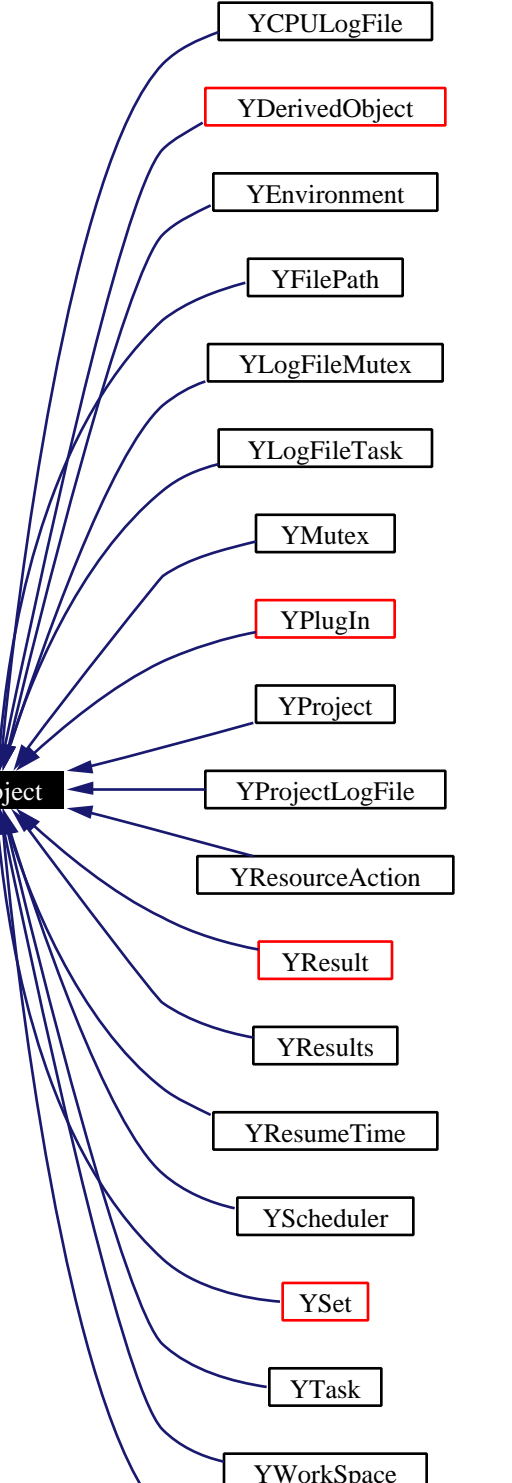 YCPULogFile
YDerivedObject
YEnvironment
YFilePath
YLogFileMutex
YLogFileTask
YMutex
YPlugIn
YProject
ject
YProjectLogFile
YResourceAction
YResult
YResults
YResumeTime
YScheduler
YSet
YTask
YWorkSpace